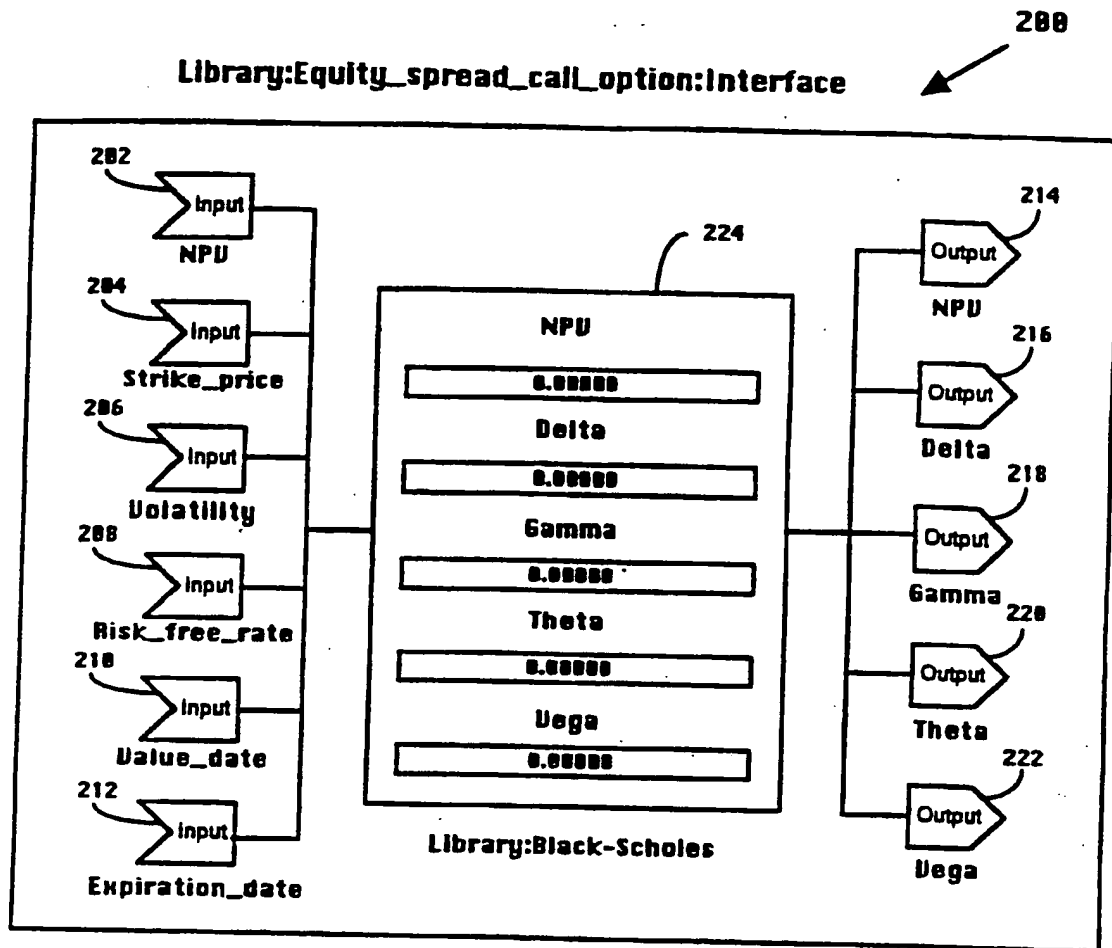 200
Library:Equity_spread_call_option:Interface
202
Input
NPV
204
Input
Strike_price
206
Input
Volatility
208
Input
Risk_free_rate
210
Input
Value_date
212
Input
Expiration_date
224
NPV
0.00000
Delta
0.00000
Gamma
0.00000
Theta
0.00000
Vega
0.00000
Library:Black-Scholes
214
Output
NPV
216
Output
Delta
218
Output
Gamma
220
Output
Theta
222
Output
Vega